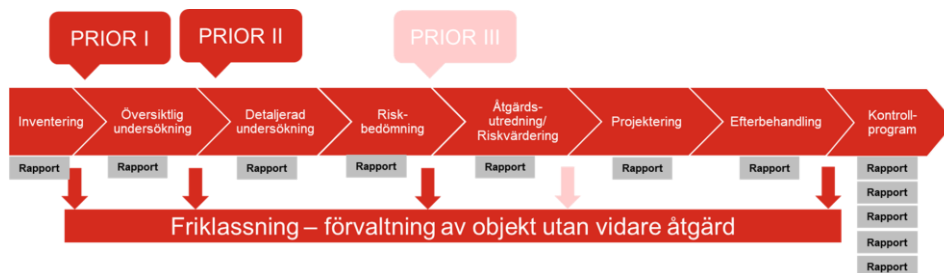 PRIOR I
PRIOR II
PRIOR III
Inventering
Översiktlig
undersökning
Detaljerad
undersökning
Risk-
bedömning
Åtgärds-
utredning/
Riskvärdering
Projektering
Efterbehandling
Kontroll-
program
Rapport
Rapport
Rapport
Rapport
Rapport
Rapport
Rapport
Rapport
Rapport
Rapport
Rapport
Rapport
Friklassning – förvaltning av objekt utan vidare åtgärd